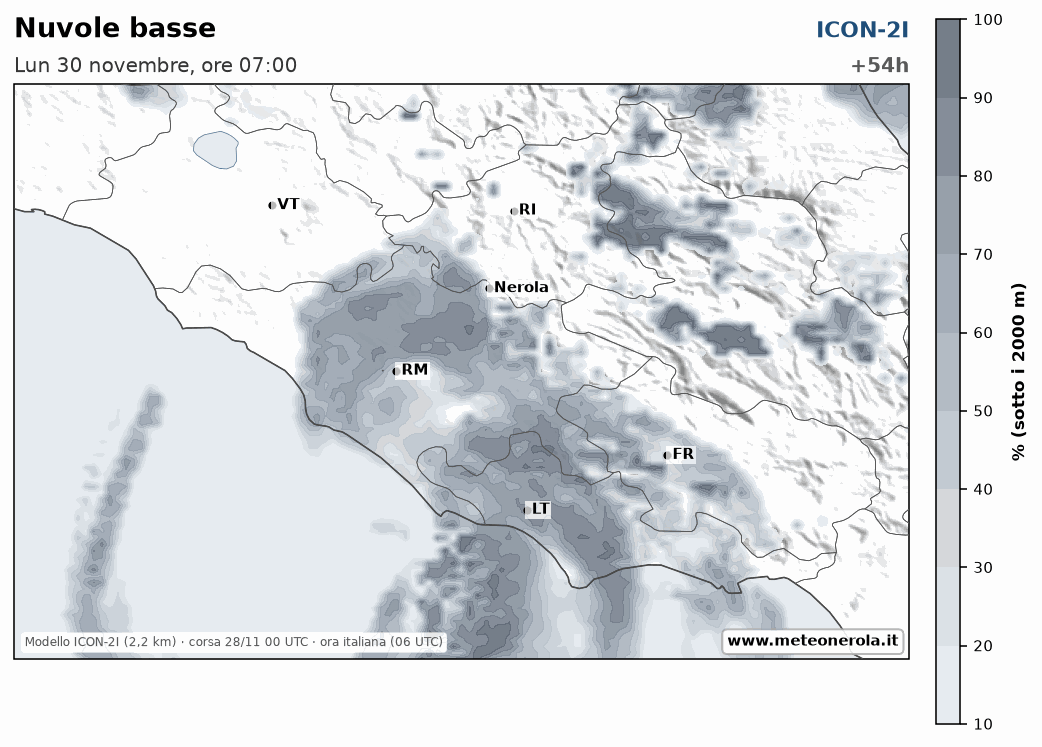 Nuvole basse
ICON-2I
Lun 30 novembre, ore 07:00
+54h
VT
RI
Nerola
RM
FR
LT
Modello ICON-2I (2,2 km) · corsa 28/11 00 UTC · ora italiana (06 UTC)
www.meteonerola.it
100
90
80
70
60
50
40
30
20
10
% (sotto i 2000 m)